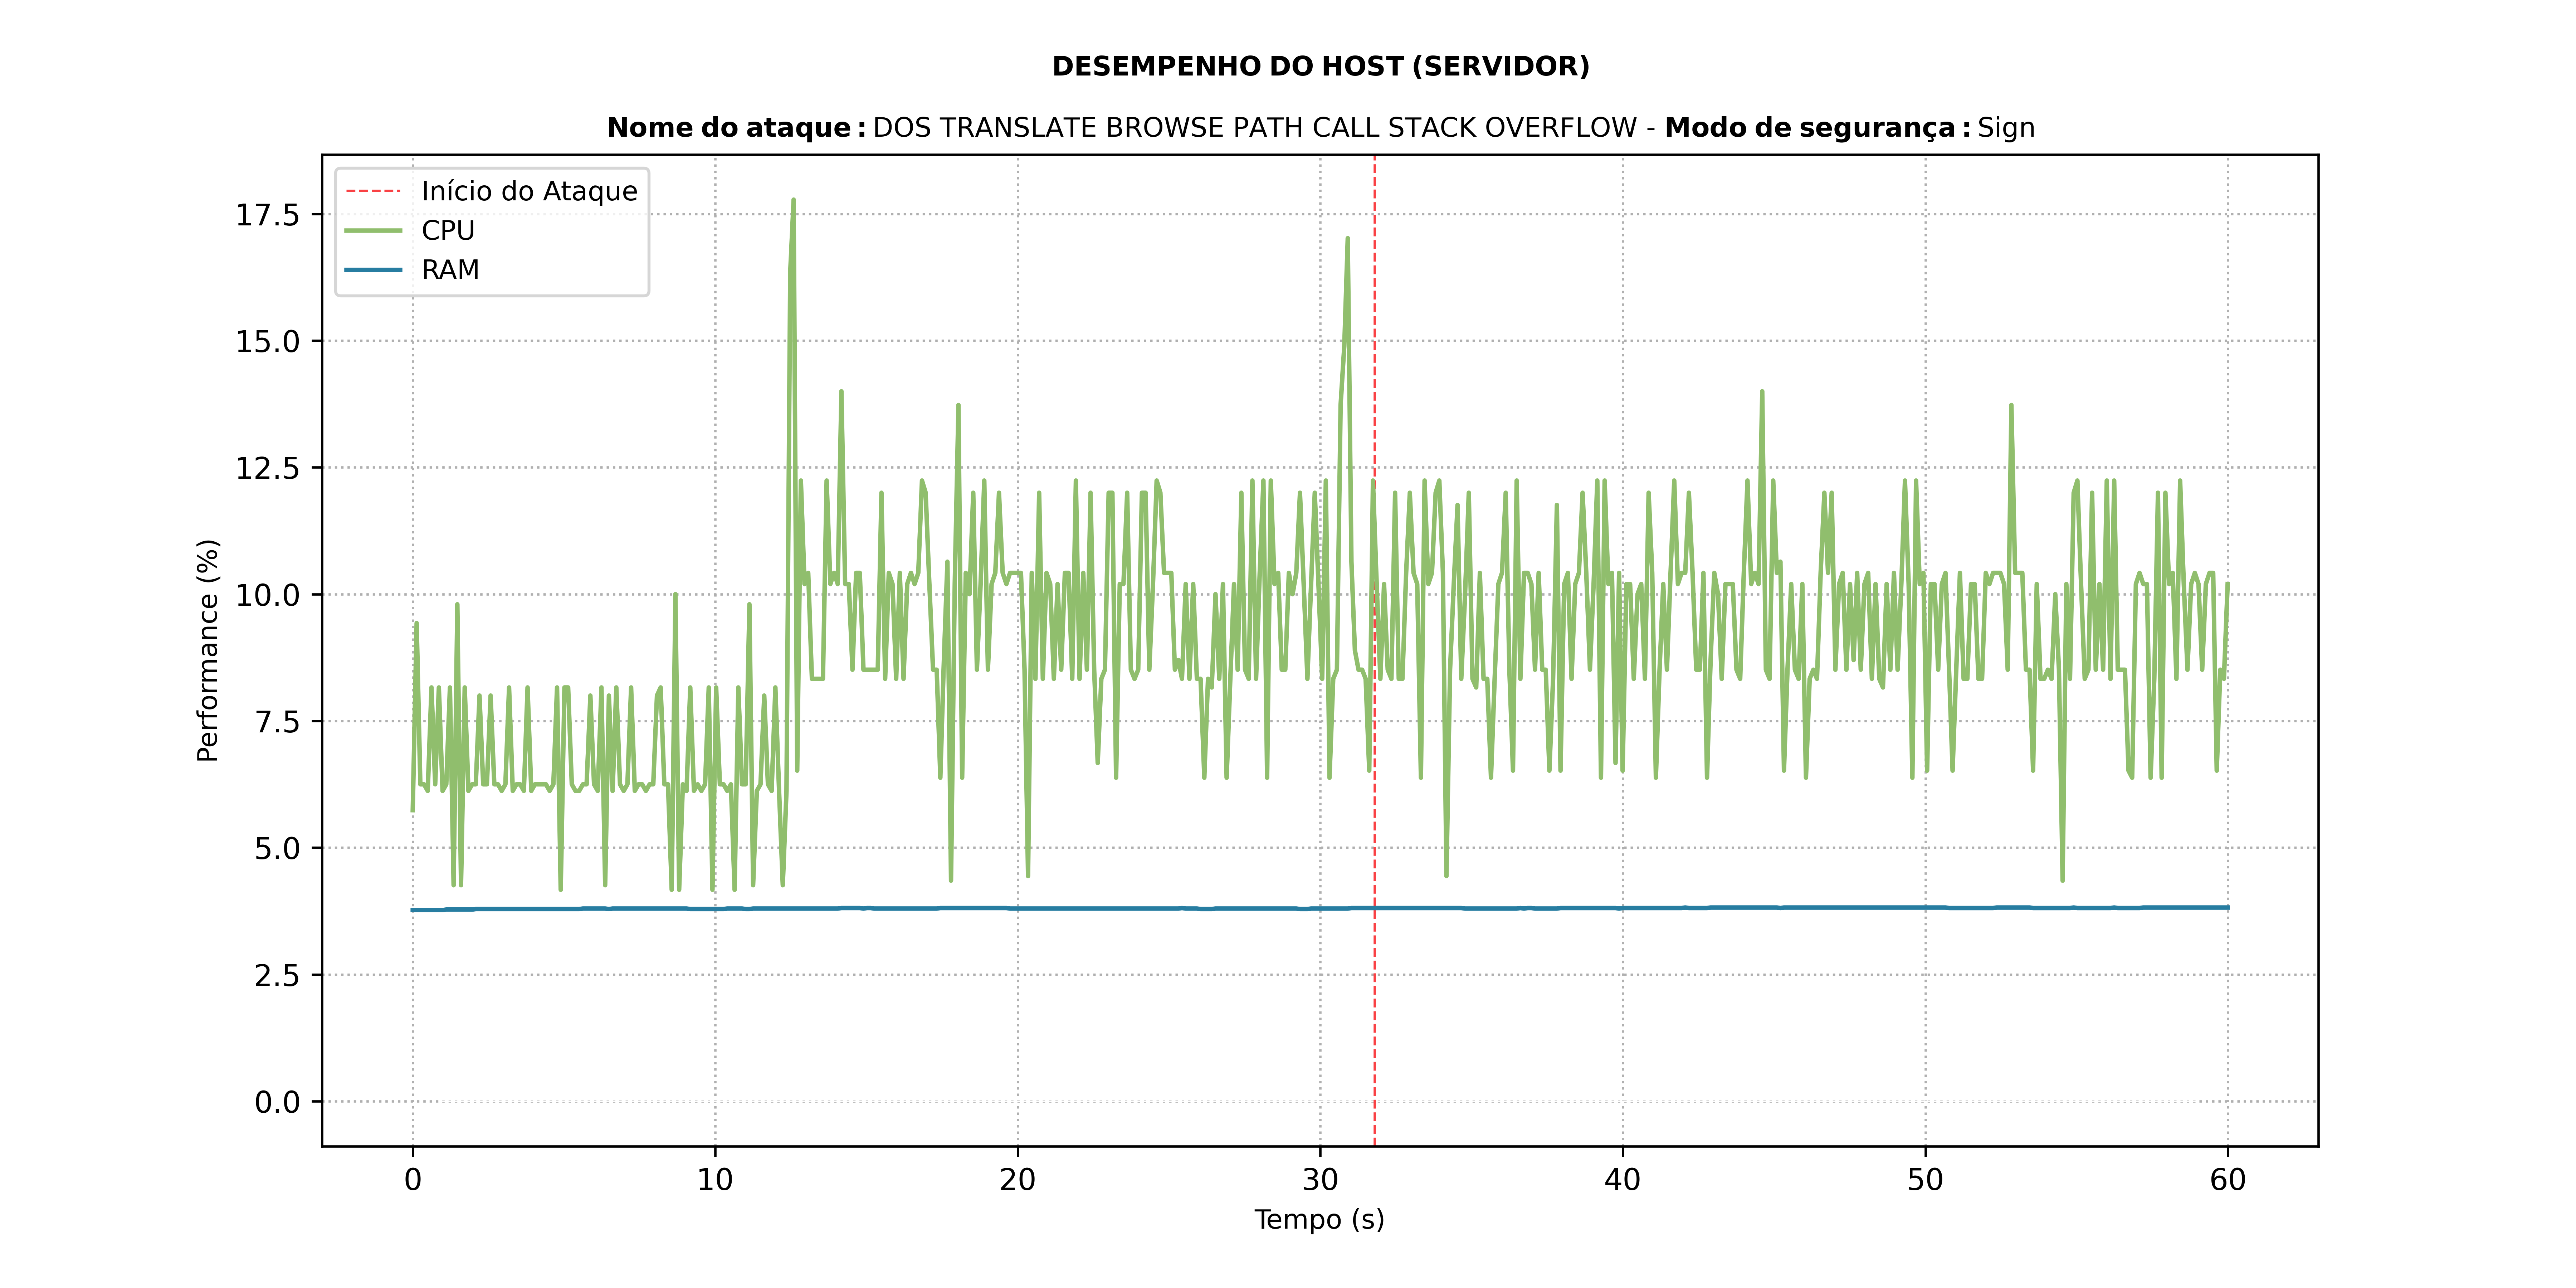 DESEMPENHO DO HOST (SERVIDOR)
Nome do ataque: DOS TRANSLATE BROWSE PATH CALL STACK OVERFLOW - Modo de segurança: Sign
Início do Ataque
CPU
RAM
Performance (%)
17.5
15.0
12.5
10.0
7.5
5.0
2.5
0.0
0 10 20 30 40 50 60
Tempo (s)